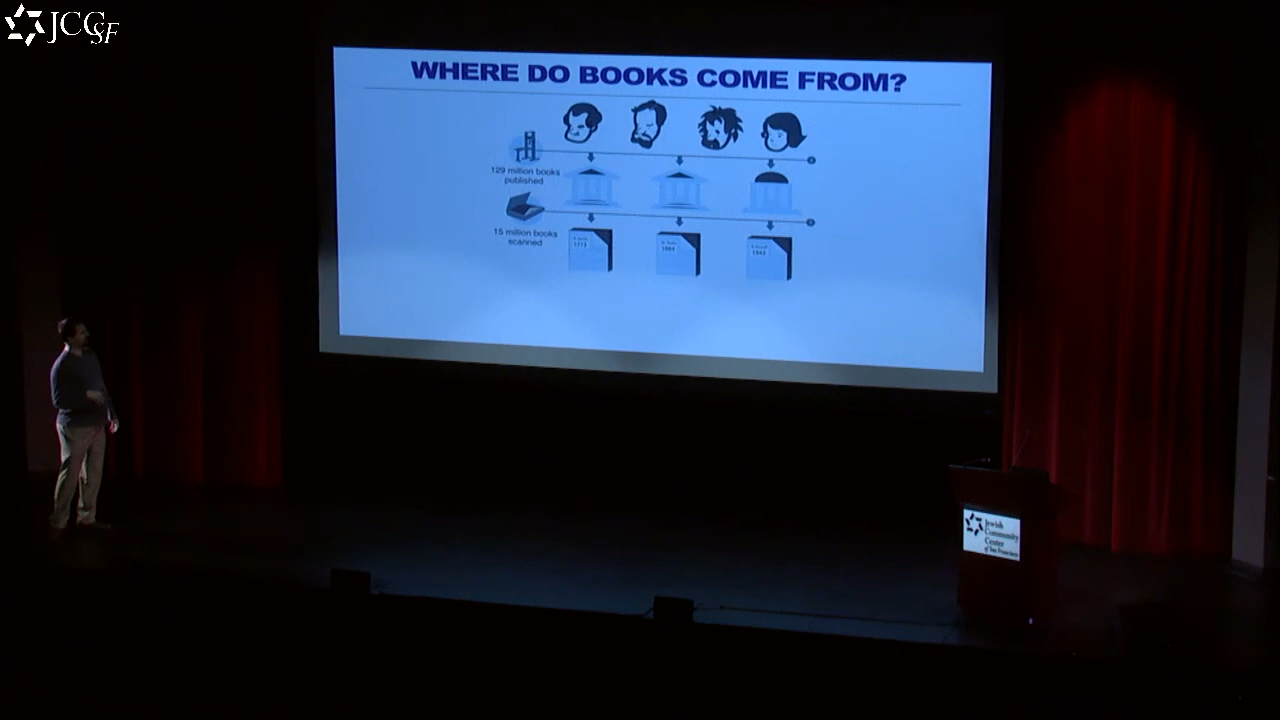 JCCSF
WHERE DO BOOKS COME FROM?
129 million books
published
15 million books
scanned
1884
Jewish
Community
Center
of San Francisco